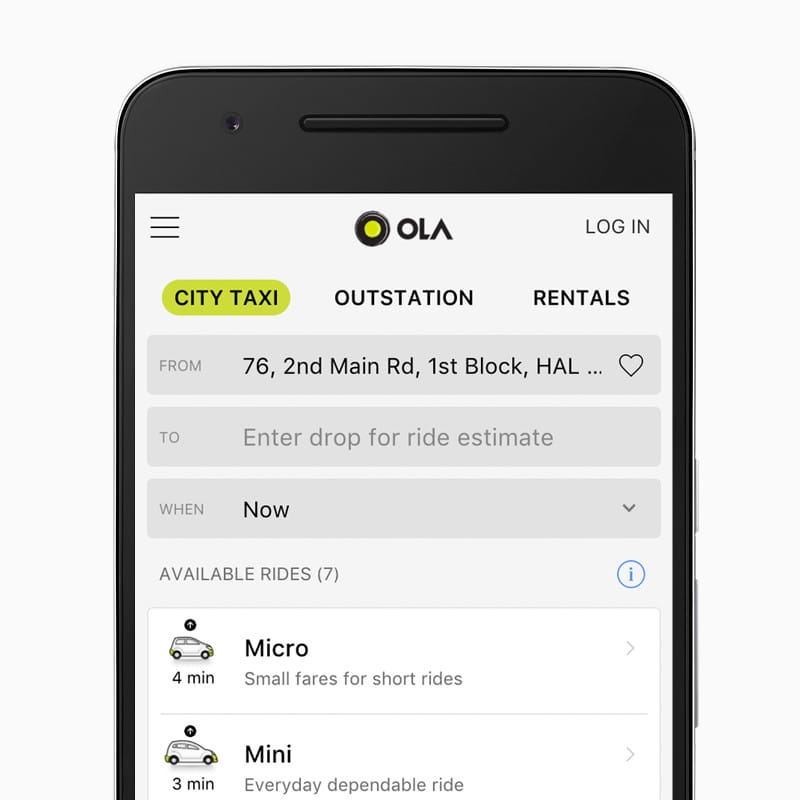 OLA
LOG IN
CITY TAXI
OUTSTATION
RENTALS
FROM
76, 2nd Main Rd, 1st Block, HAL ...
TO
Enter drop for ride estimate
WHEN
Now
AVAILABLE RIDES (7)
i
4 min
Micro
Small fares for short rides
3 min
Mini
Everyday dependable ride